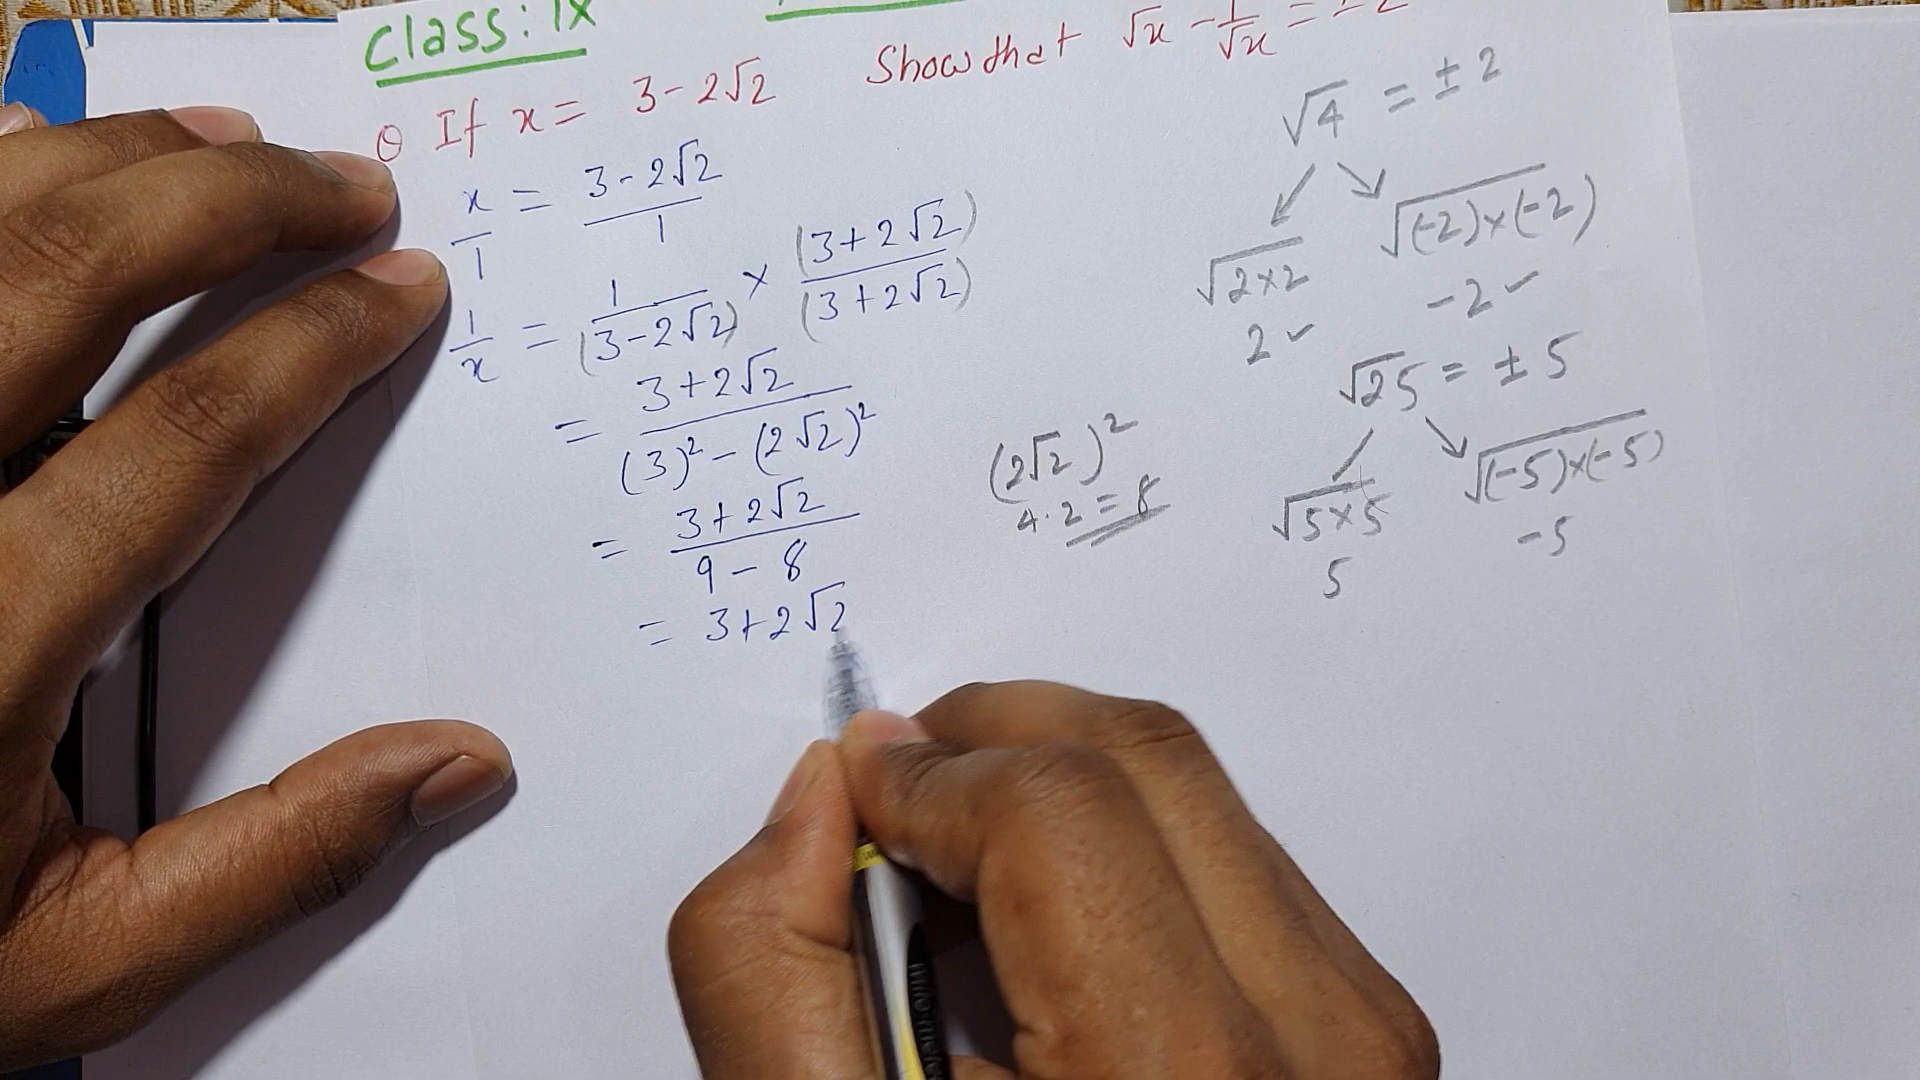 Class: IX
Q If x = 3 - 2√2 Show that √x - 1/√x = ±2
x/1 = (3 - 2√2)/1
1/x = 1/(3 - 2√2) × (3 + 2√2)/(3 + 2√2)
= (3 + 2√2)/((3)² - (2√2)²)
= (3 + 2√2)/(9 - 8)
= 3 + 2√2
(2√2)²
4 . 2 = 8
√4 = ± 2
√2×2 √(-2)×(-2)
2 ✓ -2 ✓
√25 = ± 5
√5×5 √(-5)×(-5)
5 -5